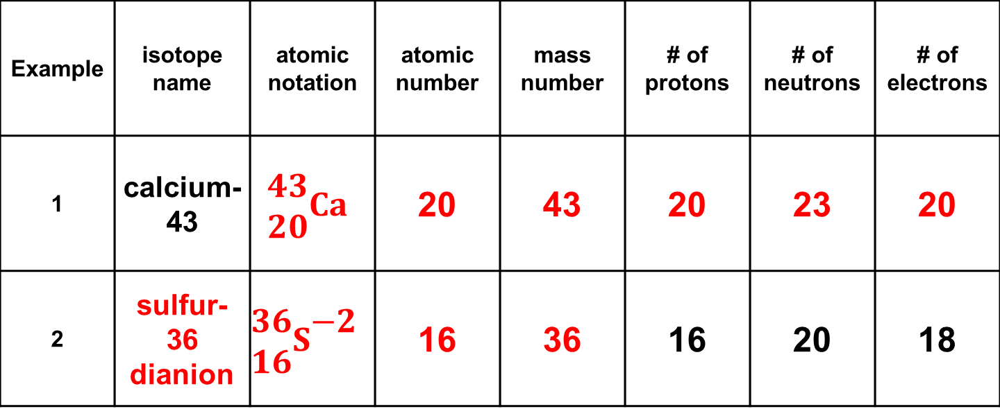 Example
isotope
name
atomic
notation
atomic
number
mass
number
# of
protons
# of
neutrons
# of
electrons
1
calcium-
43
43
20
Ca
20
43
20
23
20
2
sulfur-
36
dianion
36
16
S
−2
16
36
16
20
18